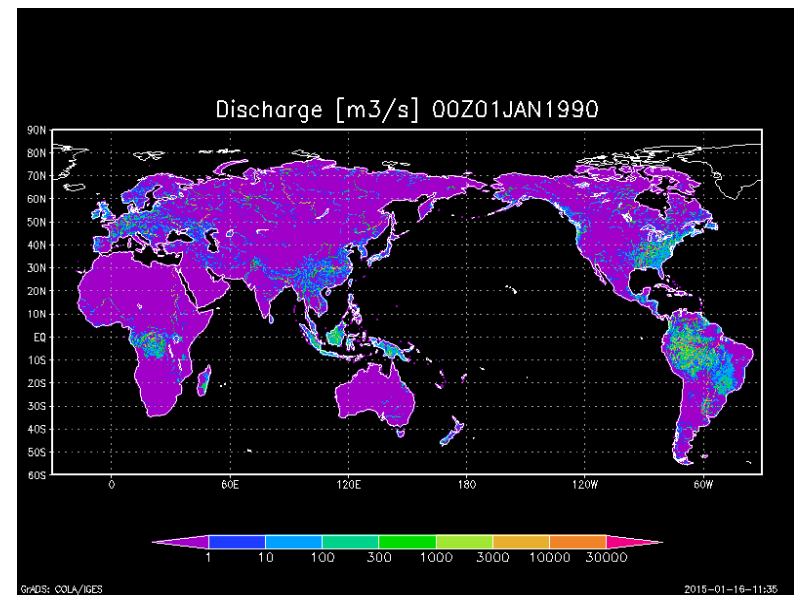 Discharge [m3/s] 00Z01JAN1990
90N
80N
70N
60N
50N
40N
30N
20N
10N
EQ
10S
20S
30S
40S
50S
60S
0 60E 120E 180 120W 60W
1 10 100 300 1000 3000 10000 30000
GrADS: COLA/IGES 2015-01-16-11:35